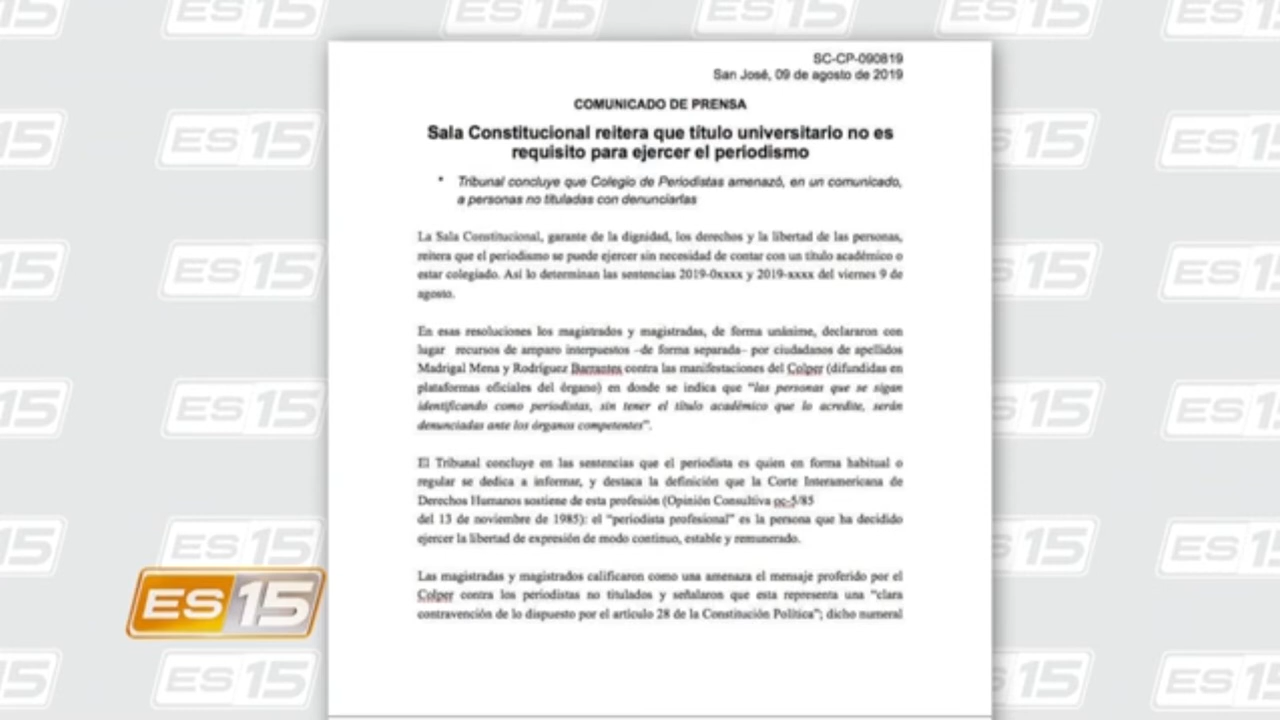 SC-CP-090819
San José, 09 de agosto de 2019
COMUNICADO DE PRENSA
Sala Constitucional reitera que título universitario no es
requisito para ejercer el periodismo
* Tribunal concluye que Colegio de Periodistas amenazó, en un comunicado,
a personas no tituladas con denunciarlas
La Sala Constitucional, garante de la dignidad, los derechos y la libertad de las personas,
reitera que el periodismo se puede ejercer sin necesidad de contar con un título académico o
estar colegiado. Así lo determinan las sentencias 2019-0xxxx y 2019-xxxx del viernes 9 de
agosto.
En esas resoluciones los magistrados y magistradas, de forma unánime, declararon con
lugar recursos de amparo interpuestos –de forma separada– por ciudadanos de apellidos
Madrigal Mena y Rodríguez Barrantes contra las manifestaciones del Colper (difundidas en
plataformas oficiales del órgano) en donde se indica que “las personas que se sigan
identificando como periodistas, sin tener el título académico que lo acredite, serán
denunciadas ante los órganos competentes”.
El Tribunal concluye en las sentencias que el periodista es quien en forma habitual o
regular se dedica a informar, y destaca la definición que la Corte Interamericana de
Derechos Humanos sostiene de esta profesión (Opinión Consultiva oc-5/85
del 13 de noviembre de 1985): el “periodista profesional” es la persona que ha decidido
ejercer la libertad de expresión de modo continuo, estable y remunerado.
Las magistradas y magistrados calificaron como una amenaza el mensaje proferido por el
Colper contra los periodistas no titulados y señalaron que esta representa una “clara
contravención de lo dispuesto por el artículo 28 de la Constitución Política”; dicho numeral
ES15